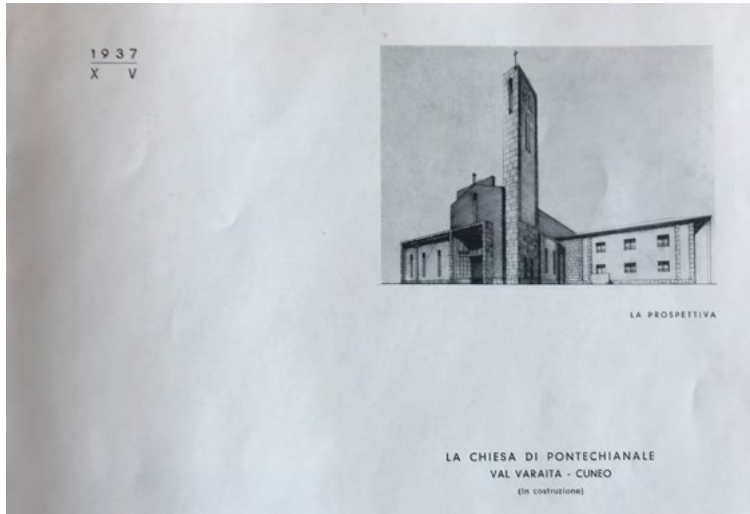 1937
X V
LA PROSPETTIVA
LA CHIESA DI PONTECHIANALE
VAL VARAITA - CUNEO
(In costruzione)